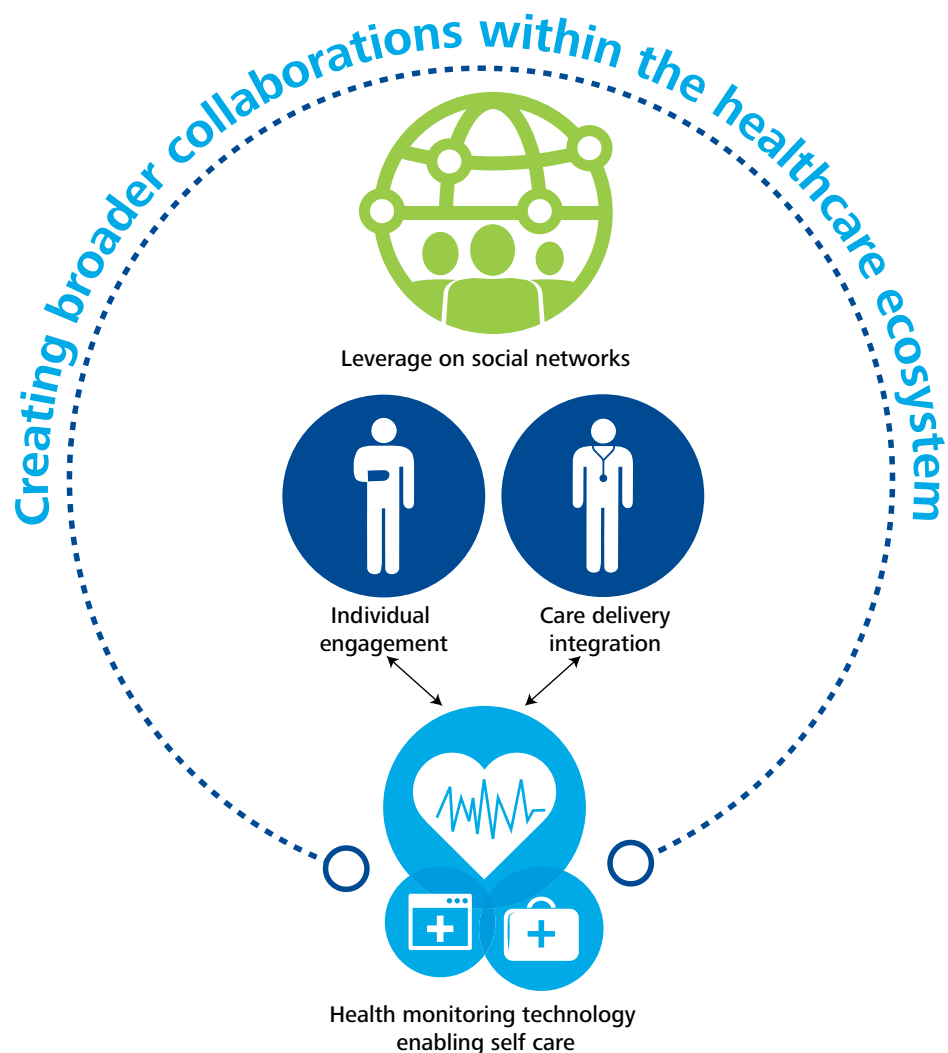 Creating broader collaborations within the healthcare ecosystem
Leverage on social networks
Individual
engagement
Care delivery
integration
Health monitoring technology
enabling self care